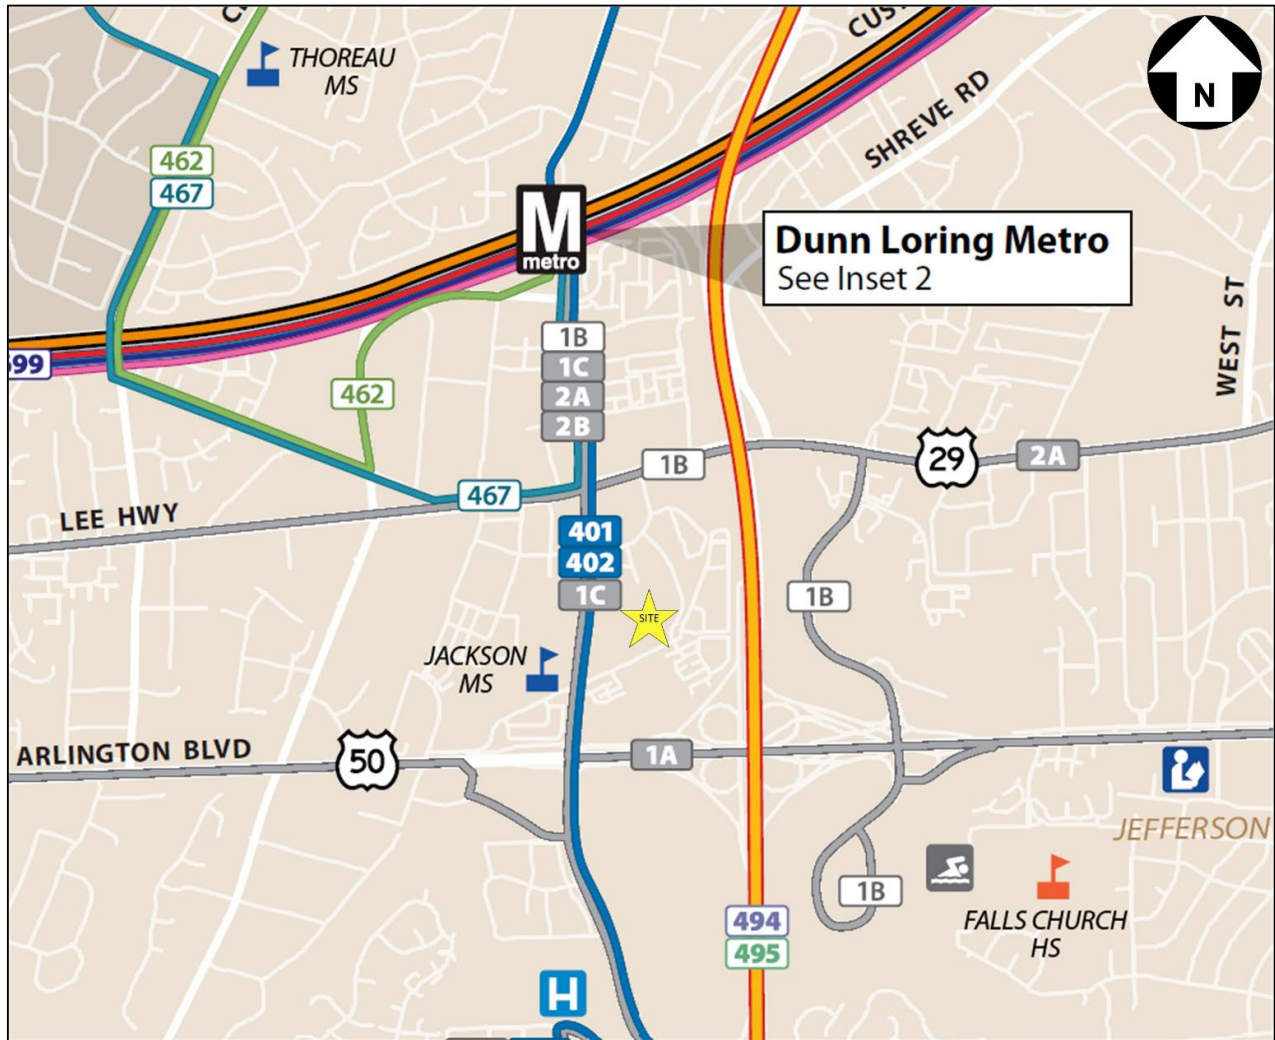 CUS
THOREAU
MS
N
SHREVE RD
462
467
M
metro
Dunn Loring Metro
See Inset 2
WEST ST
1B
1C
2A
2B
599
462
29
2A
1B
467
LEE HWY
401
402
1C
1B
SITE
JACKSON
MS
ARLINGTON BLVD
50
1A
JEFFERSON
1B
494
495
FALLS CHURCH
HS
H